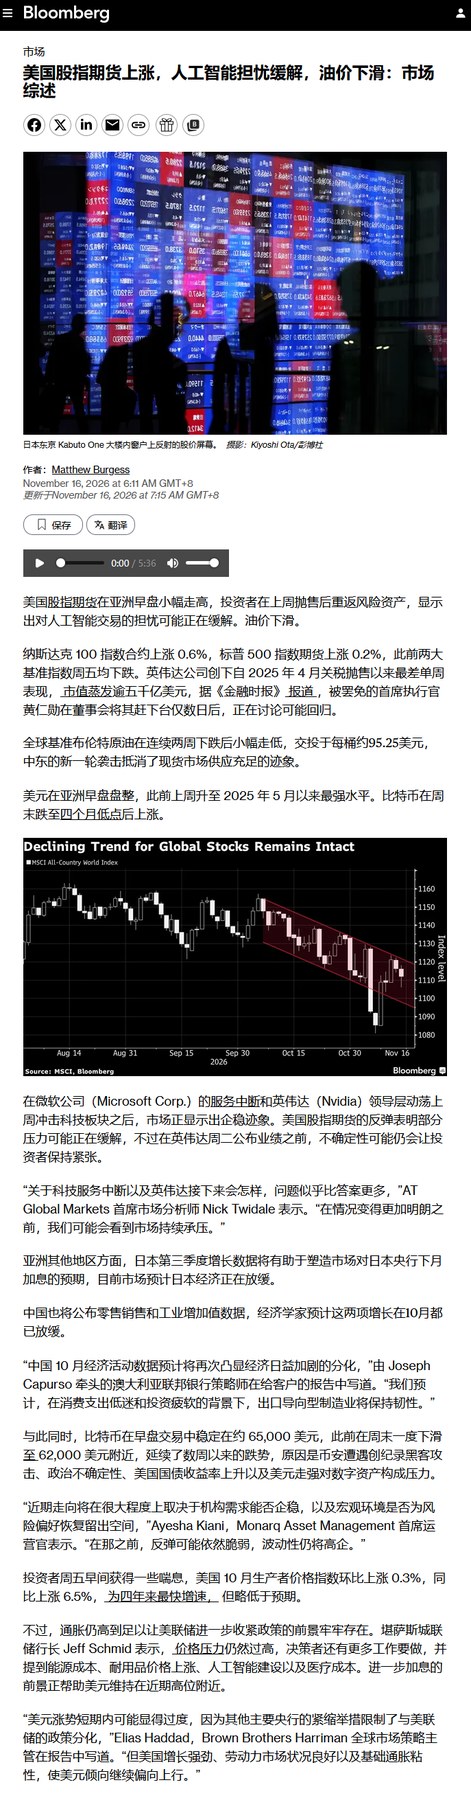 Bloomberg
市场
美国股指期货上涨，人工智能担忧缓解，油价下滑：市场
综述
日本东京 Kabuto One 大楼内窗户上反射的股价屏幕。 摄影：Kiyoshi Ota/彭博社
作者：Matthew Burgess
November 16, 2026 at 6:11 AM GMT+8
更新于November 16, 2026 at 7:15 AM GMT+8
保存 翻译
0:00 / 5:36
美国股指期货在亚洲早盘小幅走高，投资者在上周抛售后重返风险资产，显示
出对人工智能交易的担忧可能正在缓解。油价下滑。
纳斯达克 100 指数合约上涨 0.6%，标普 500 指数期货上涨 0.2%，此前两大
基准指数周五均下跌。英伟达公司创下自 2025 年 4 月关税抛售以来最差单周
表现，市值蒸发逾五千亿美元，据《金融时报》报道，被罢免的首席执行官
黄仁勋在董事会将其赶下台仅数日后，正在讨论可能回归。
全球基准布伦特原油在连续两周下跌后小幅走低，交投于每桶约95.25美元，
中东的新一轮袭击抵消了现货市场供应充足的迹象。
美元在亚洲早盘盘整，此前上周升至 2025 年 5 月以来最强水平。比特币在周
末跌至四个月低点后上涨。
Declining Trend for Global Stocks Remains Intact
MSCI All-Country World Index
1160
1150
1140
1130
1120
1110
1100
1090
1080
Index level
Aug 14 Aug 31 Sep 15 Sep 30 Oct 15 Oct 30 Nov 16
2026
Source: MSCI, Bloomberg Bloomberg
在微软公司（Microsoft Corp.）的服务中断和英伟达（Nvidia）领导层动荡上
周冲击科技板块之后，市场正显示出企稳迹象。美国股指期货的反弹表明部分
压力可能正在缓解，不过在英伟达周二公布业绩之前，不确定性可能仍会让投
资者保持紧张。
“关于科技服务中断以及英伟达接下来会怎样，问题似乎比答案更多，”AT
Global Markets 首席市场分析师 Nick Twidale 表示。“在情况变得更加明朗之
前，我们可能会看到市场持续承压。”
亚洲其他地区方面，日本第三季度增长数据将有助于塑造市场对日本央行下月
加息的预期，目前市场预计日本经济正在放缓。
中国也将公布零售销售和工业增加值数据，经济学家预计这两项增长在10月都
已放缓。
“中国 10 月经济活动数据预计将再次凸显经济日益加剧的分化，”由 Joseph
Capurso 牵头的澳大利亚联邦银行策略师在给客户的报告中写道。“我们预
计，在消费支出低迷和投资疲软的背景下，出口导向型制造业将保持韧性。”
与此同时，比特币在早盘交易中稳定在约 65,000 美元，此前在周末一度下滑
至 62,000 美元附近，延续了数周以来的跌势，原因是币安遭遇创纪录黑客攻
击、政治不确定性、美国国债收益率上升以及美元走强对数字资产构成压力。
“近期走向将在很大程度上取决于机构需求能否企稳，以及宏观环境是否为风
险偏好恢复留出空间，”Ayesha Kiani，Monarq Asset Management 首席运
营官表示。“在那之前，反弹可能依然脆弱，波动性仍将高企。”
投资者周五早间获得一些喘息，美国 10 月生产者价格指数环比上涨 0.3%，同
比上涨 6.5%，为四年来最快增速，但略低于预期。
不过，通胀仍高到足以让美联储进一步收紧政策的前景牢牢存在。堪萨斯城联
储行长 Jeff Schmid 表示，价格压力仍然过高，决策者还有更多工作要做，并
提到能源成本、耐用品价格上涨、人工智能建设以及医疗成本。进一步加息的
前景正帮助美元维持在近期高位附近。
“美元涨势短期内可能显得过度，因为其他主要央行的紧缩举措限制了与美联
储的政策分化，”Elias Haddad，Brown Brothers Harriman 全球市场策略主
管在报告中写道。“但美国增长强劲、劳动力市场状况良好以及基础通胀粘
性，使美元倾向继续偏向上行。”